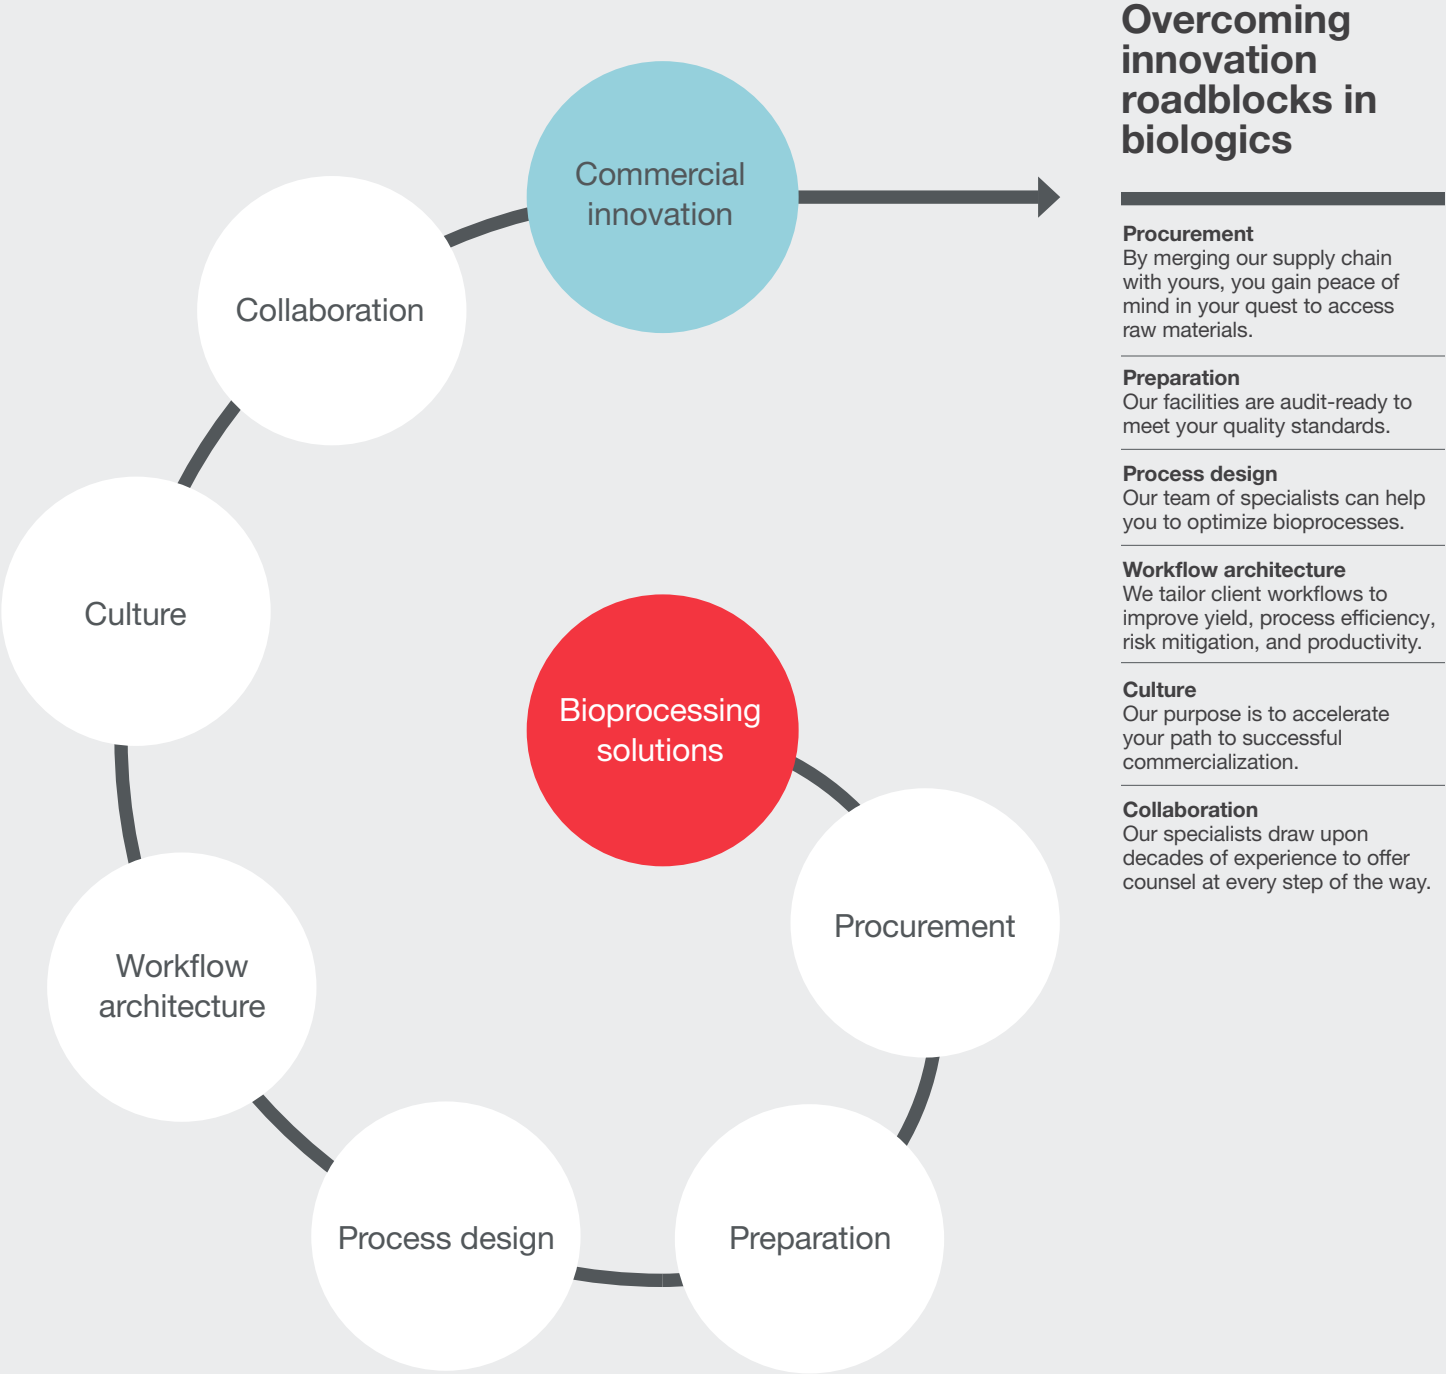 Overcoming
innovation
roadblocks in
biologics
Commercial
innovation
Collaboration
Culture
Bioprocessing
solutions
Procurement
Workflow
architecture
Process design
Preparation
Procurement
By merging our supply chain
with yours, you gain peace of
mind in your quest to access
raw materials.
Preparation
Our facilities are audit-ready to
meet your quality standards.
Process design
Our team of specialists can help
you to optimize bioprocesses.
Workflow architecture
We tailor client workflows to
improve yield, process efficiency,
risk mitigation, and productivity.
Culture
Our purpose is to accelerate
your path to successful
commercialization.
Collaboration
Our specialists draw upon
decades of experience to offer
counsel at every step of the way.